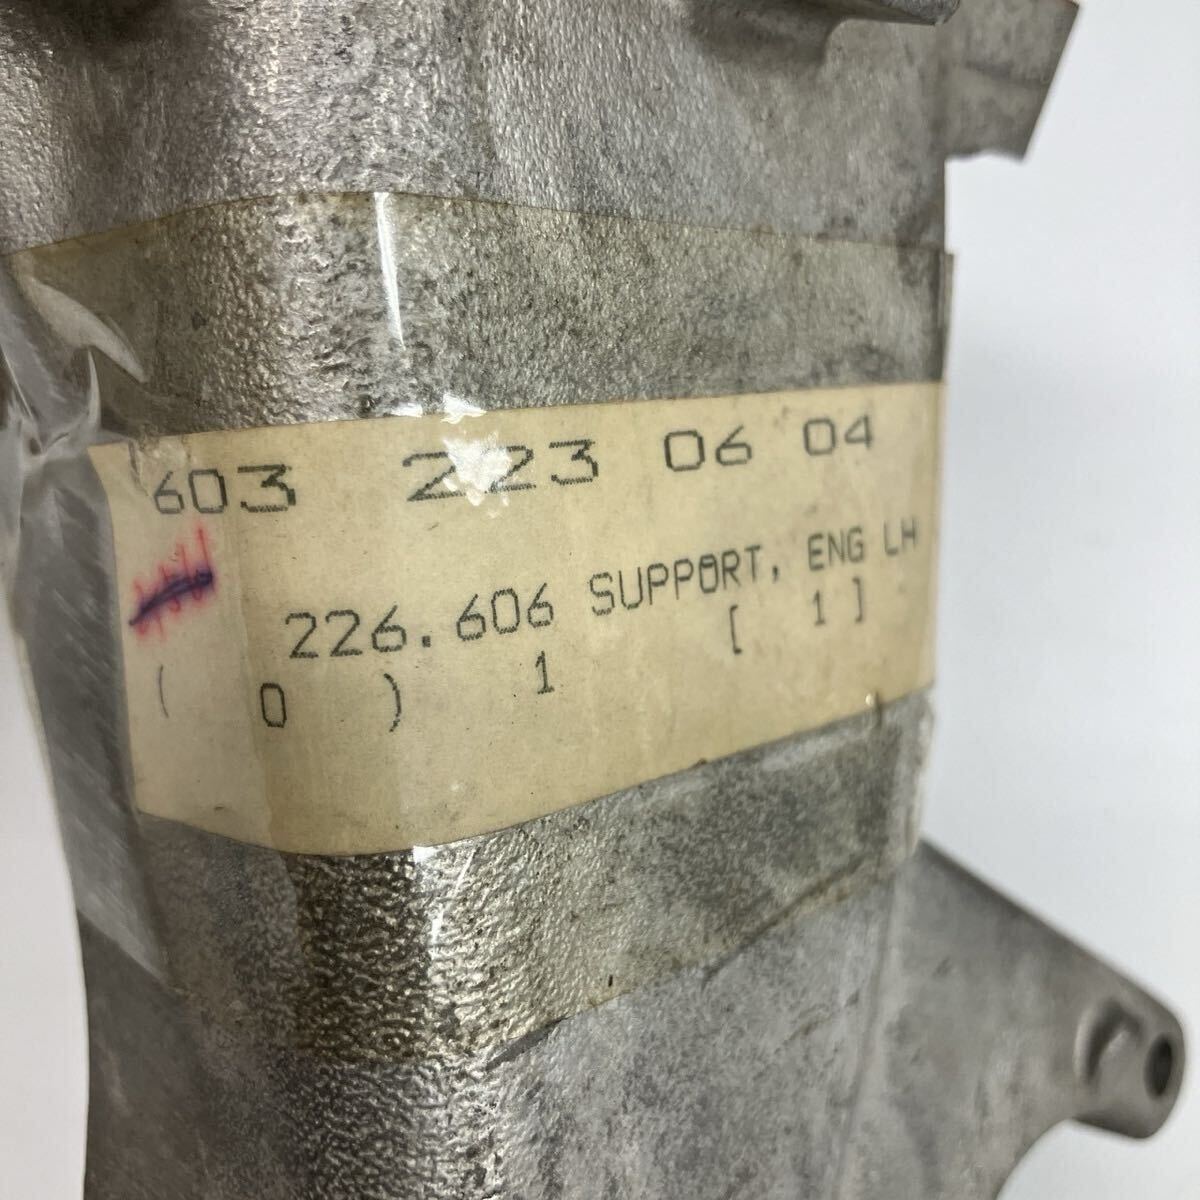 603 223 06 04
226.606 SUPPORT, ENG LH
( 0 ) 1 [ 1 ]